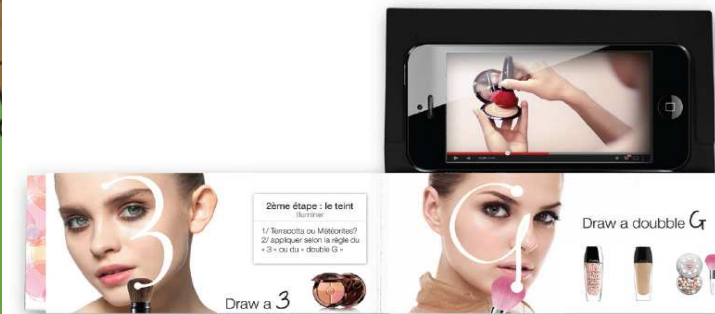 2ème étape : le teint
illuminer
1/ Terracotta ou Météorites?
2/ appliquer selon la règle du
« 3 » ou du « double G »
Draw a 3
Draw a doubble G